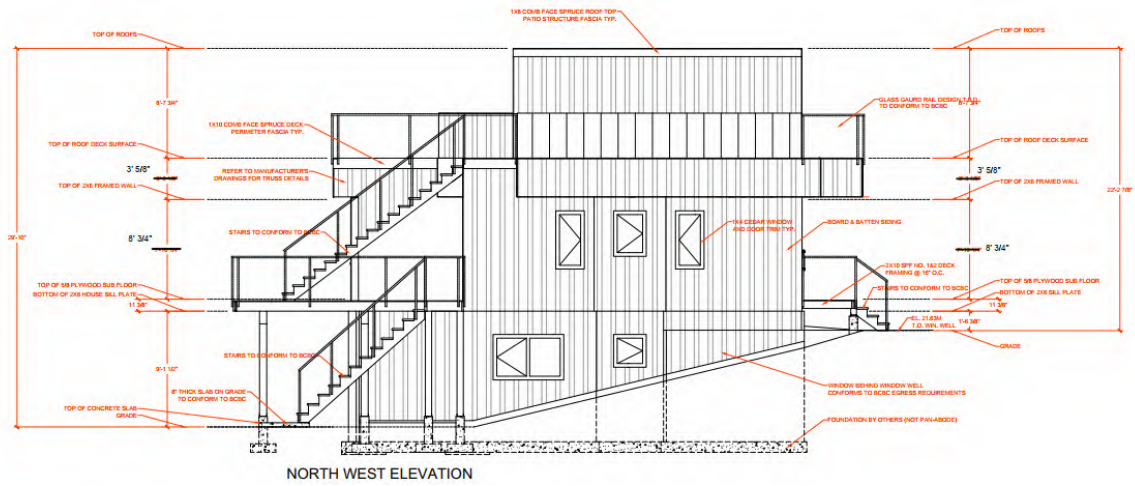 1X8 COMB FACE SPRUCE ROOF TOP
PATIO STRUCTURE FASCIA TYP.
TOP OF ROOFS
TOP OF ROOFS
8'-7 3/4"
8'-7 3/4"
GLASS GAURD RAIL DESIGN T.B.D.
TO CONFORM TO BCBC
1X10 COMB FACE SPRUCE DECK
PERIMETER FASCIA TYP.
TOP OF ROOF DECK SURFACE
TOP OF ROOF DECK SURFACE
3' 5/8"
3' 5/8"
REFER TO MANUFACTURER'S
DRAWINGS FOR TRUSS DETAILS
TOP OF 2X6 FRAMED WALL
TOP OF 2X6 FRAMED WALL
22'-2 7/8"
1X4 CEDAR WINDOW
AND DOOR TRIM TYP.
BOARD & BATTEN SIDING
STAIRS TO CONFORM TO BCBC
8' 3/4"
8' 3/4"
2X10 SPF NO. 1&2 DECK
FRAMING @ 16" O.C.
TOP OF 5/8 PLYWOOD SUB FLOOR
BOTTOM OF 2X6 HOUSE SILL PLATE
11 3/8"
TOP OF 5/8 PLYWOOD SUB FLOOR
STAIRS TO CONFORM TO BCBC
BOTTOM OF 2X6 SILL PLATE
11 3/8"
EL. 21.63M
T.O. WIN. WELL
1'-6 3/8"
GRADE
STAIRS TO CONFORM TO BCBC
9'-1 1/2"
8" THICK SLAB ON GRADE
TO CONFORM TO BCBC
WINDOW BEHIND WINDOW WELL
CONFORMS TO BCBC EGRESS REQUIREMENTS
TOP OF CONCRETE SLAB
GRADE
FOUNDATION BY OTHERS (NOT PAN-ABODE)
NORTH WEST ELEVATION